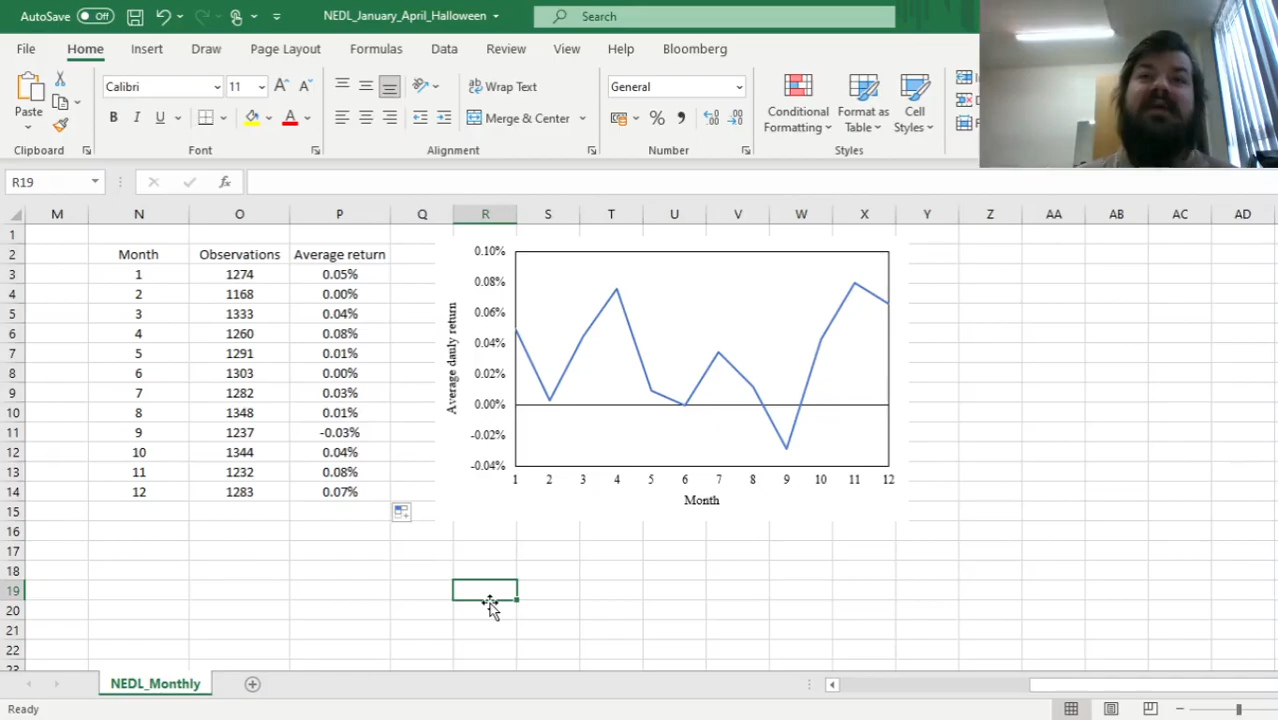 AutoSave Off NEDL_January_April_Halloween Search
File Home Insert Draw Page Layout Formulas Data Review View Help Bloomberg
Calibri 11 Wrap Text General
Paste Merge & Center Conditional Formatting Format as Table Cell Styles
Clipboard Font Alignment Number Styles
R19 fx
M N O P Q R S T U V W X Y Z AA AB AC AD
1
2 Month Observations Average return
3 1 1274 0.05%
4 2 1168 0.00%
5 3 1333 0.04%
6 4 1260 0.08%
7 5 1291 0.01%
8 6 1303 0.00%
9 7 1282 0.03%
10 8 1348 0.01%
11 9 1237 -0.03%
12 10 1344 0.04%
13 11 1232 0.08%
14 12 1283 0.07%
15
16
17
18
19
20
21
22
23
0.10%
0.08%
0.06%
0.04%
0.02%
0.00%
-0.02%
-0.04%
Average dauly return
1 2 3 4 5 6 7 8 9 10 11 12
Month
NEDL_Monthly
Ready